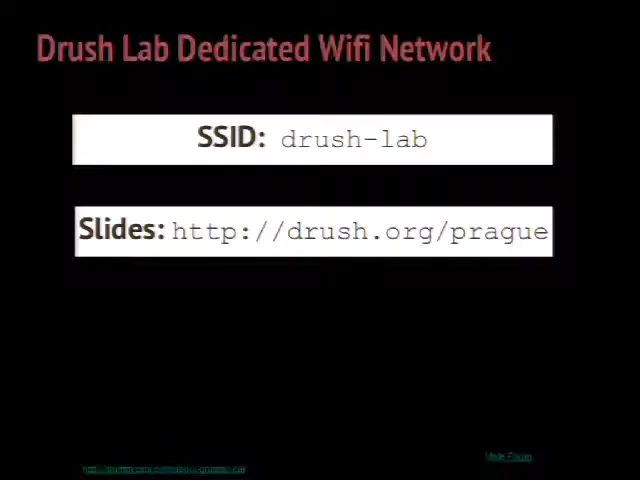 Drush Lab Dedicated Wifi Network
SSID: drush-lab
Slides: http://drush.org/prague